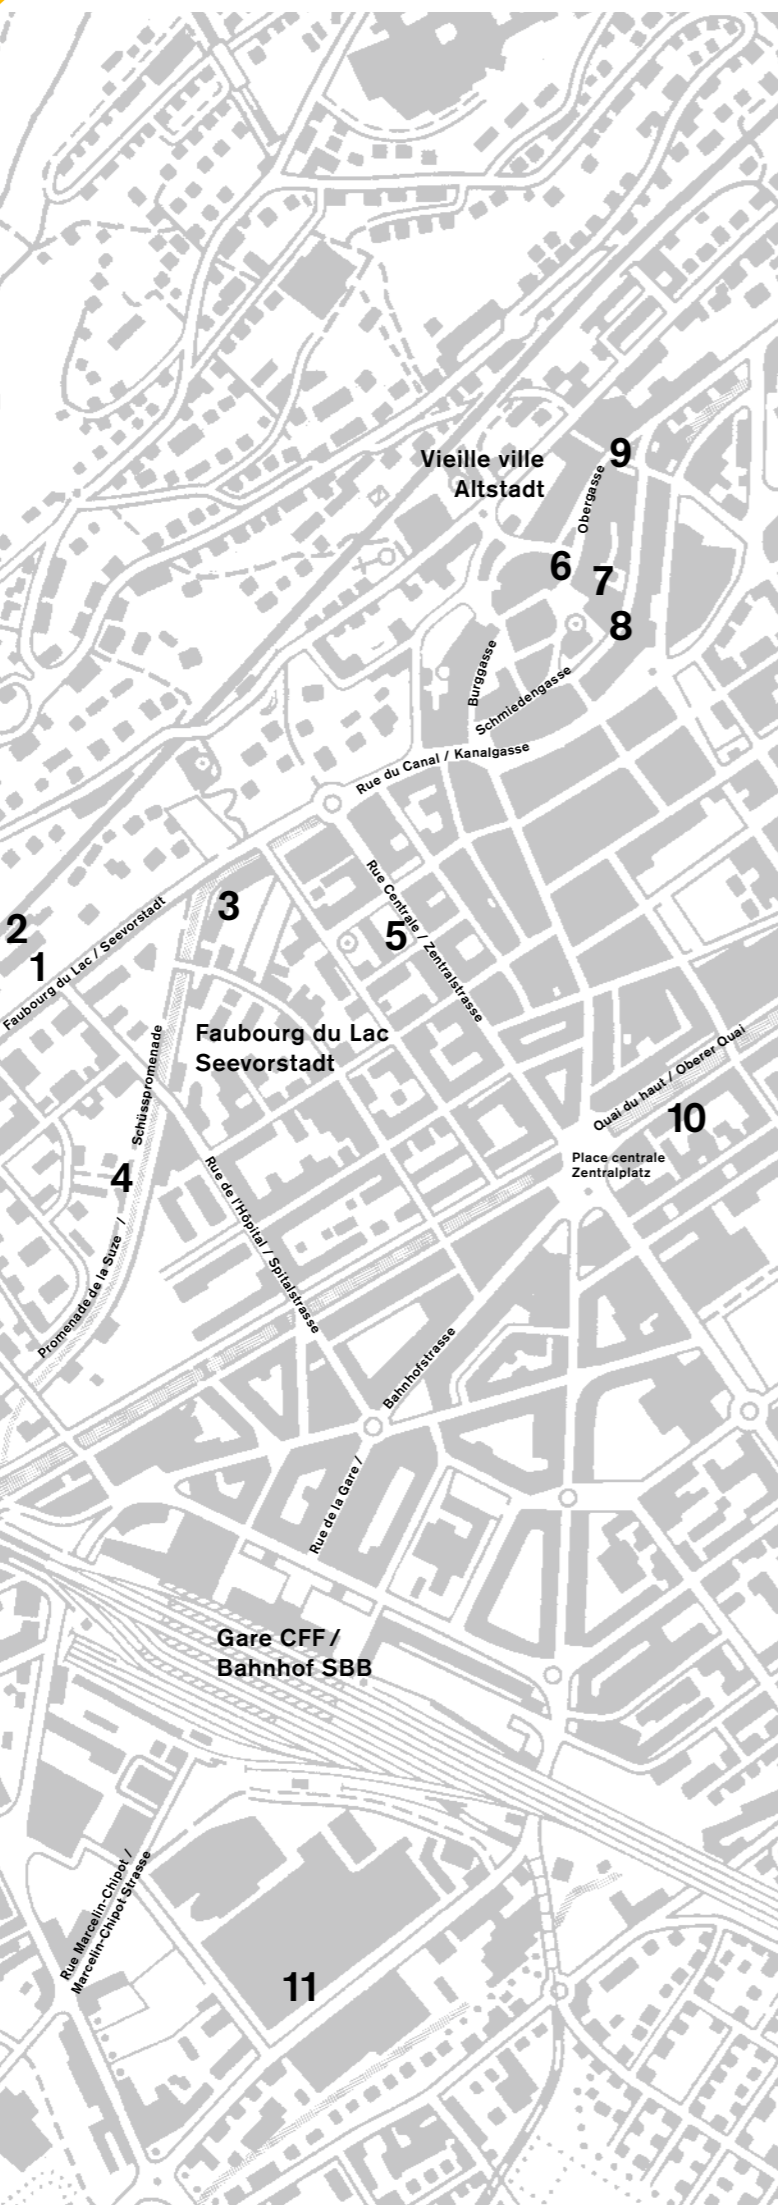 9
Vieille ville
Altstadt
Obergasse
6
7
8
Burggasse
Schmiedengasse
Rue du Canal / Kanalgasse
3
Rue Centrale / Zentralstrasse
5
2
1
Faubourg du Lac / Seevorstadt
Faubourg du Lac
Seevorstadt
Quai du haut / Oberer Quai
10
Place centrale
Zentralplatz
4
Promenade de la Suze /
Schüsspromenade
Rue de l'Hôpital / Spitalstrasse
Rue de la Gare /
Bahnhofstrasse
Gare CFF /
Bahnhof SBB
Rue Marcelin-Chipot /
Marcelin-Chipot Strasse
11